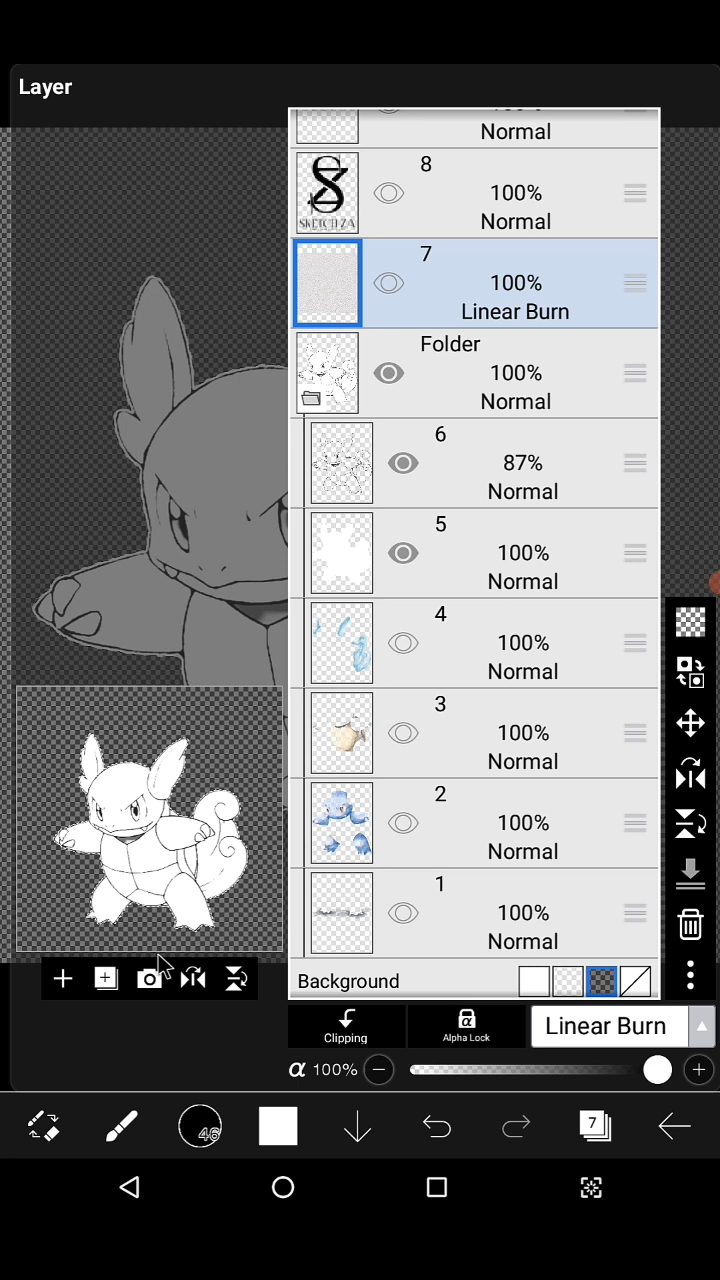 Layer
Normal
8
100%
Normal
SKETCH ZA
7
100%
Linear Burn
Folder
100%
Normal
6
87%
Normal
5
100%
Normal
4
100%
Normal
3
100%
Normal
2
100%
Normal
1
100%
Normal
Background
Clipping
α
Alpha Lock
Linear Burn
α 100%
46
7